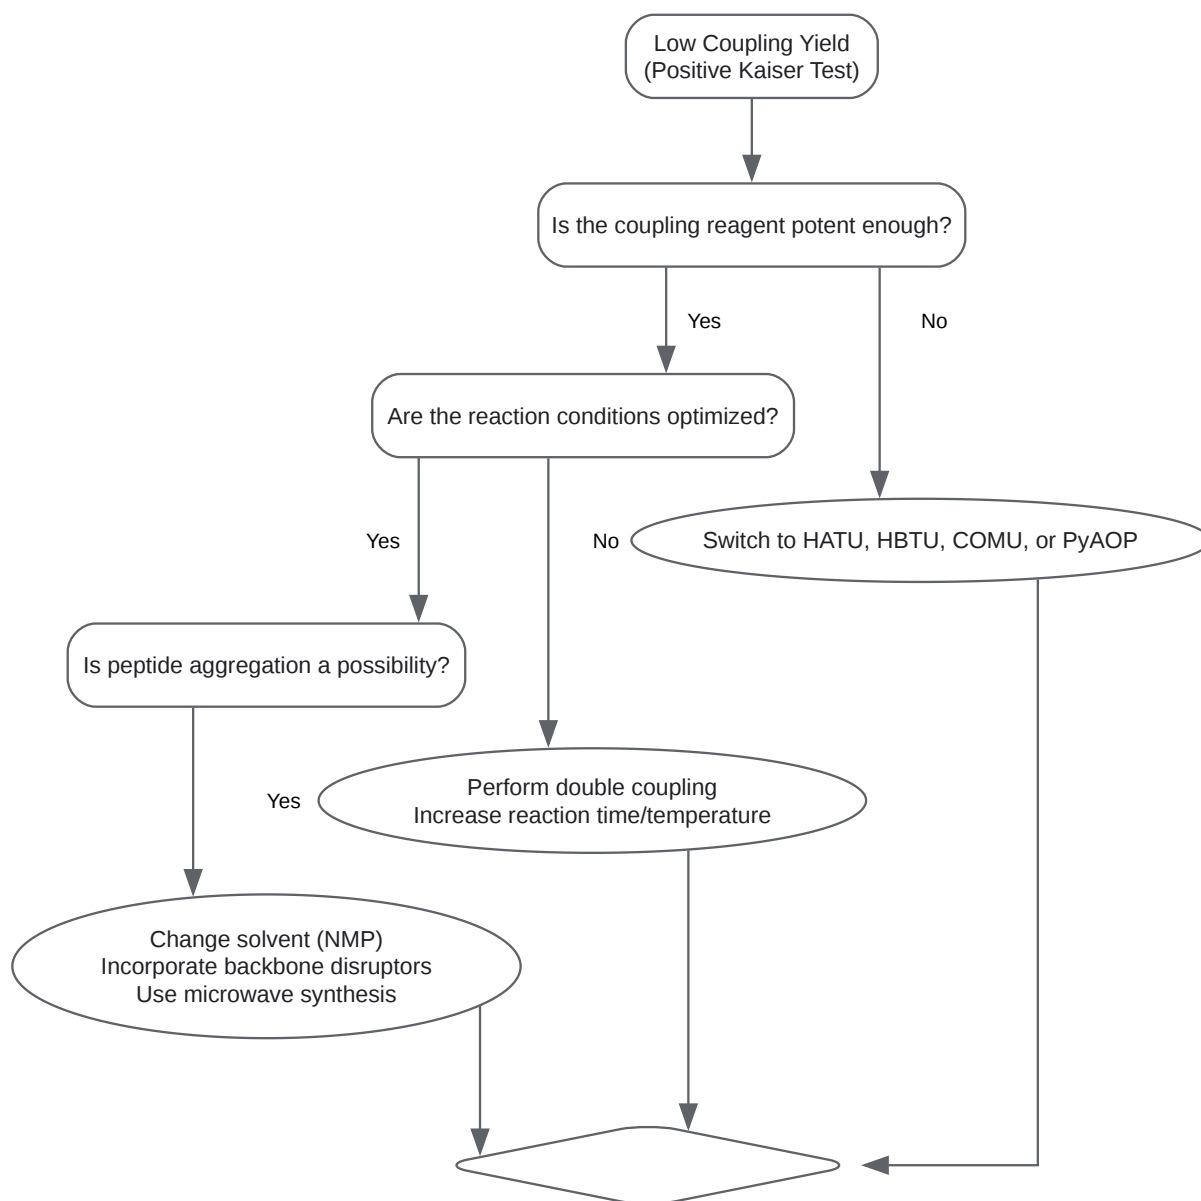 Low Coupling Yield
(Positive Kaiser Test)
Is the coupling reagent potent enough?
Yes
No
Are the reaction conditions optimized?
Yes
No
Switch to HATU, HBTU, COMU, or PyAOP
Is peptide aggregation a possibility?
Yes
Perform double coupling
Increase reaction time/temperature
Change solvent (NMP)
Incorporate backbone disruptors
Use microwave synthesis